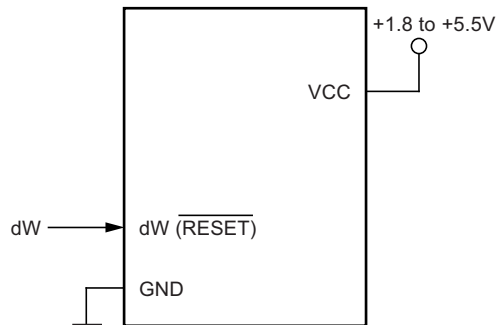 +1.8 to +5.5V
VCC
dW
dW (RESET)
GND